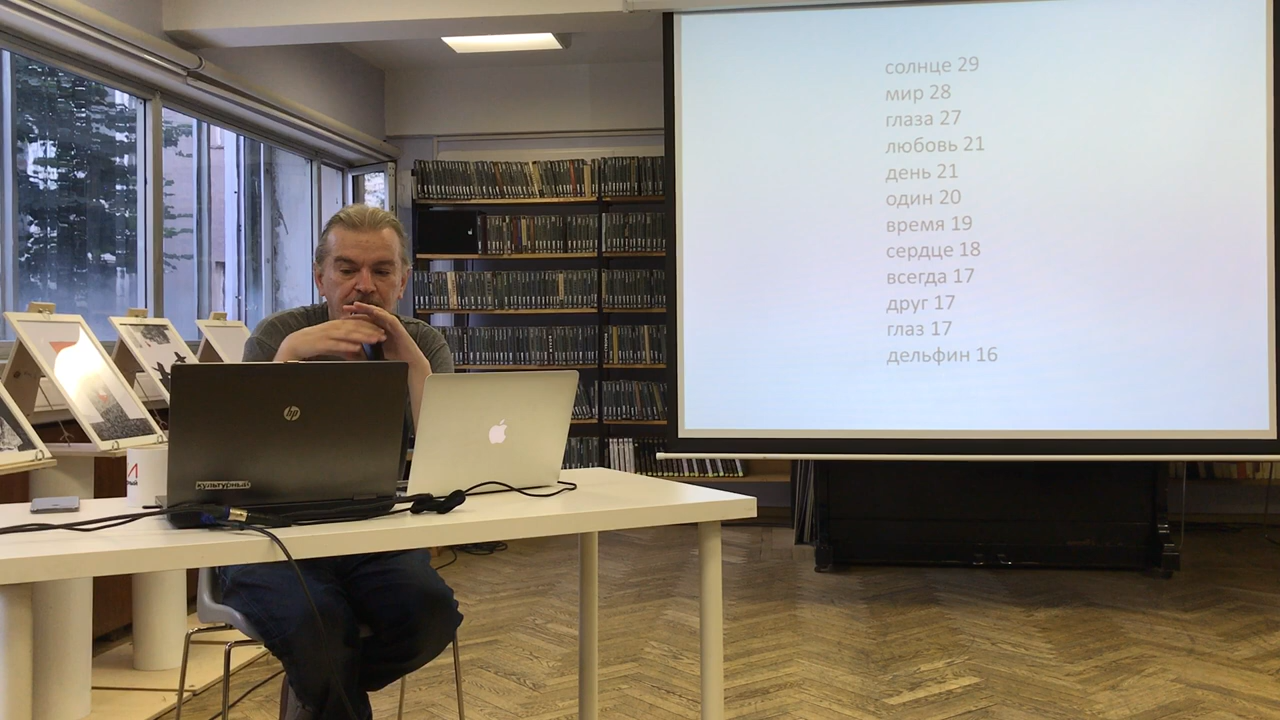 солнце 29
мир 28
глаза 27
любовь 21
день 21
один 20
время 19
сердце 18
всегда 17
друг 17
глаз 17
дельфин 16
hp
культурный